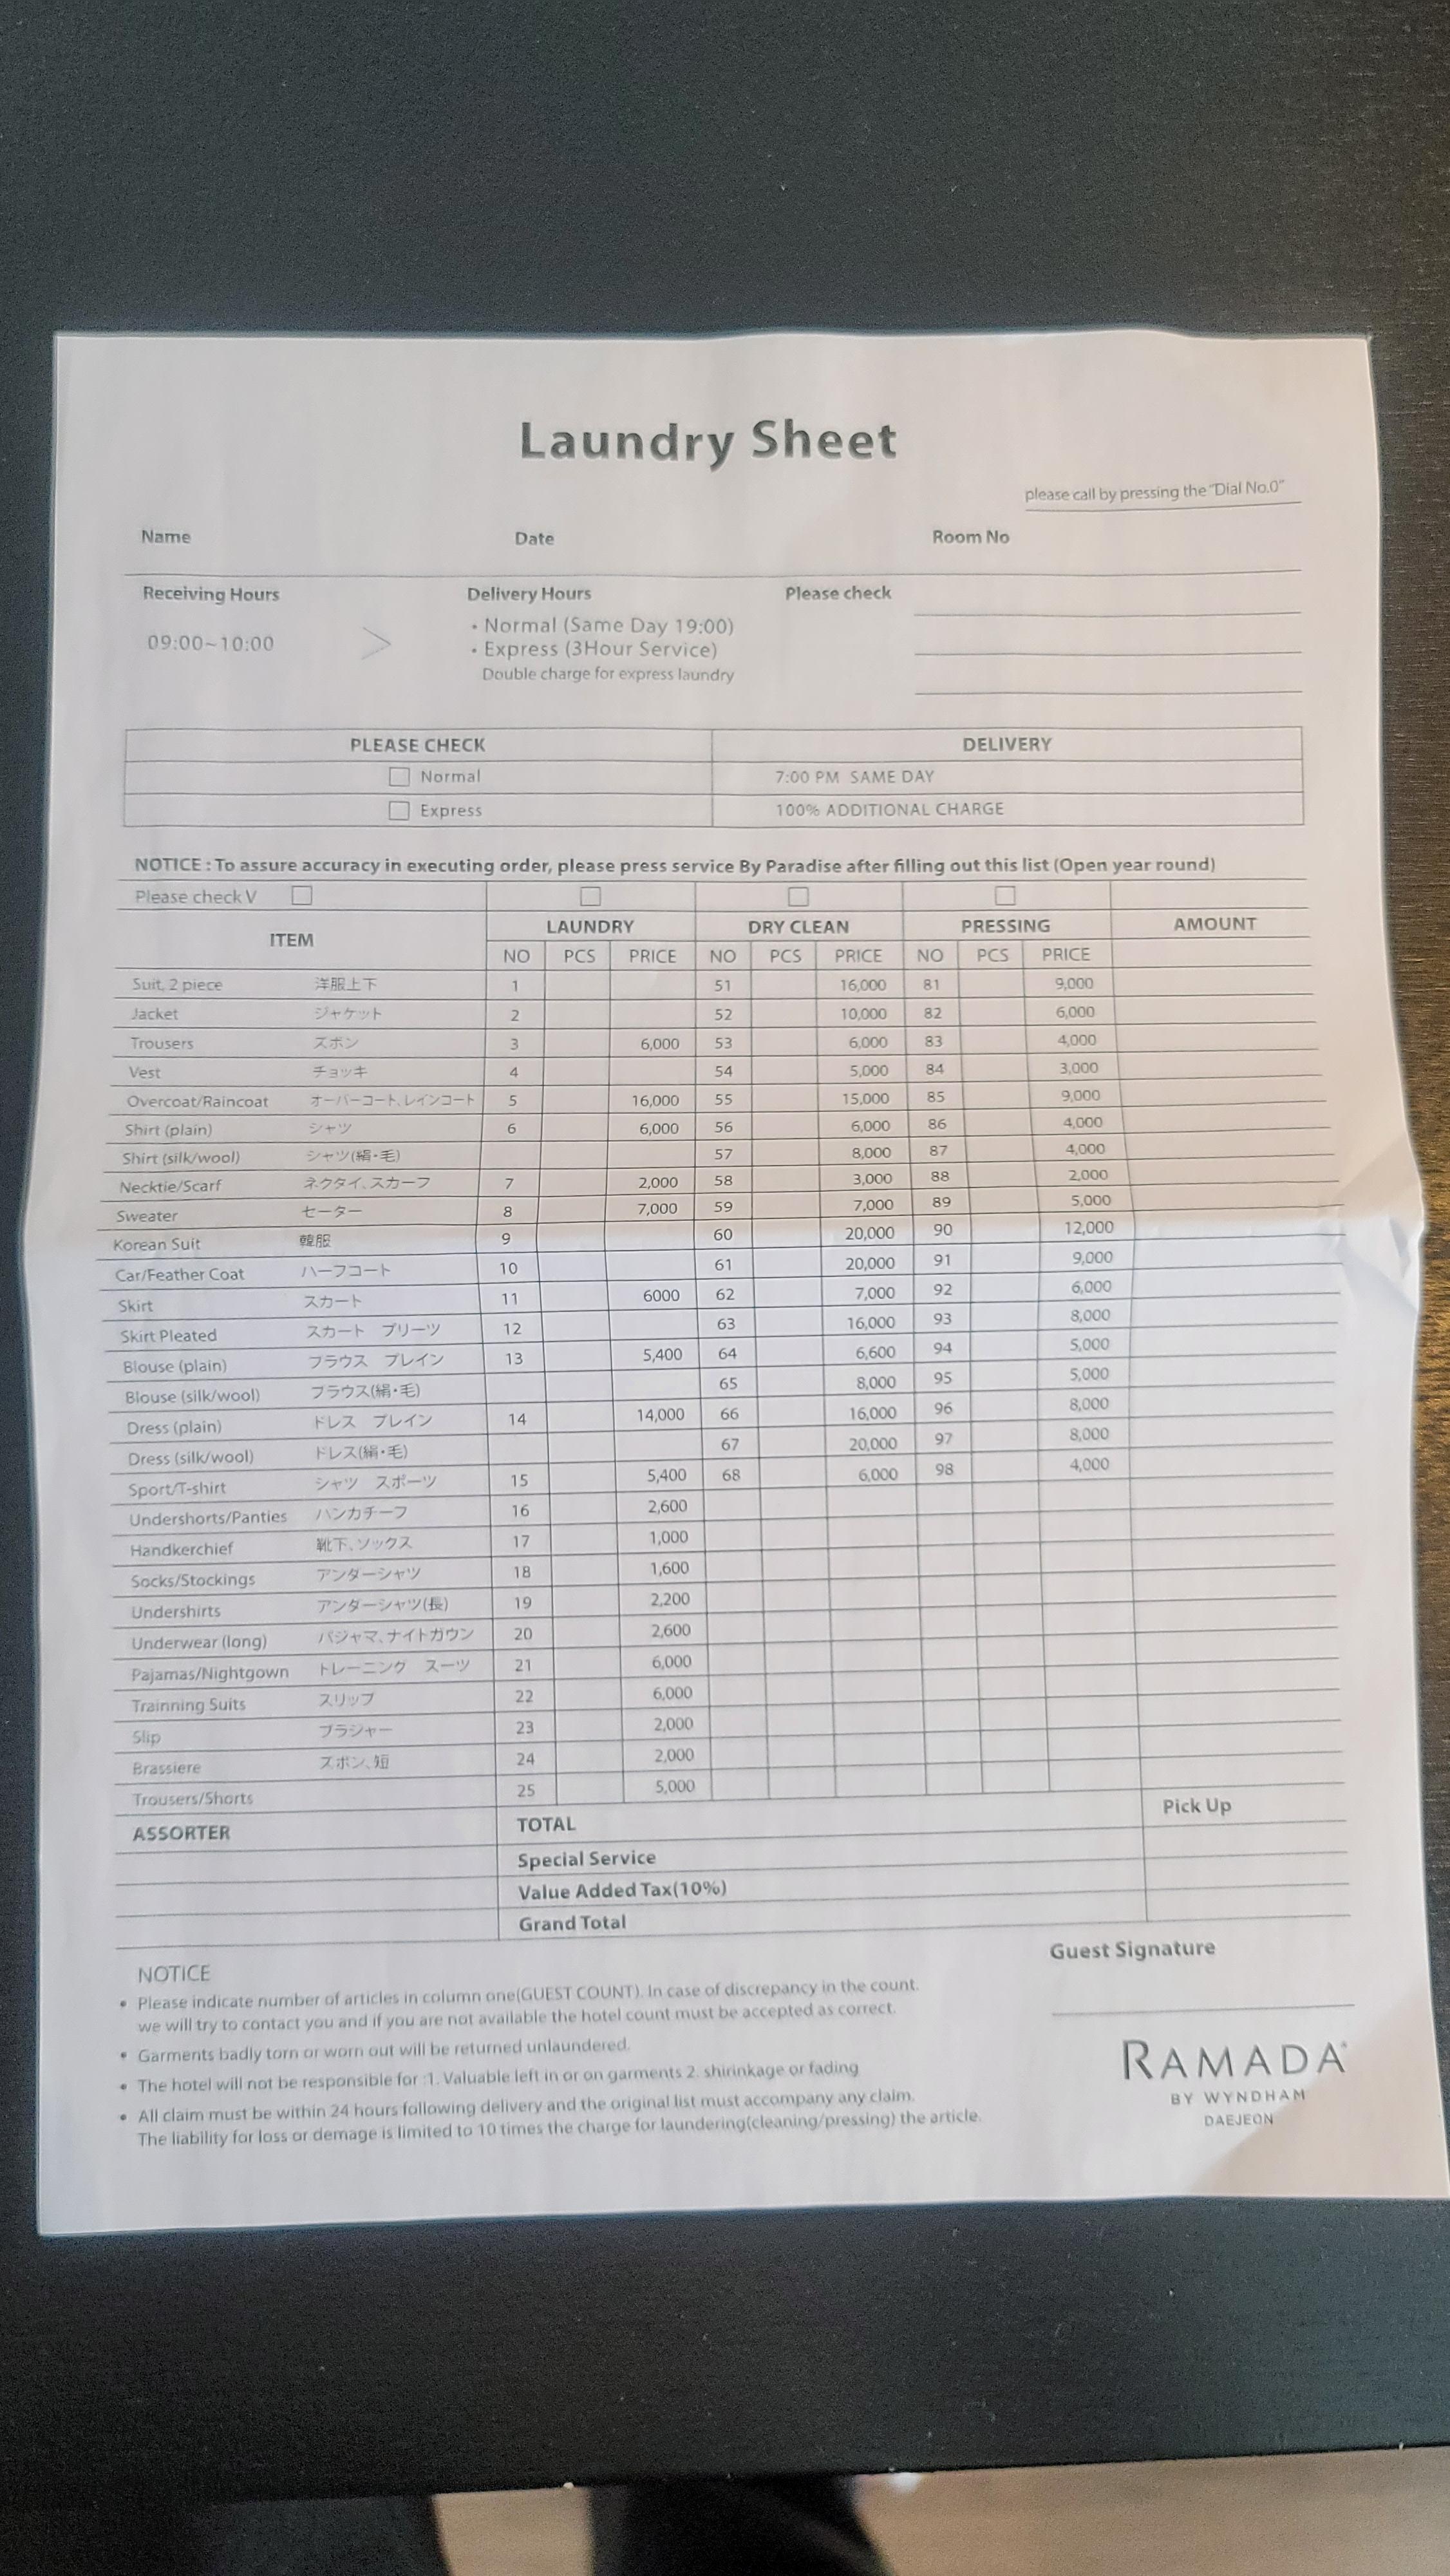 Laundry Sheet
please call by pressing the "Dial No.0"
Name Date Room No
Receiving Hours Delivery Hours Please check
09:00~10:00 >
• Normal (Same Day 19:00)
• Express (3Hour Service)
Double charge for express laundry
PLEASE CHECK DELIVERY
Normal 7:00 PM SAME DAY
Express 100% ADDITIONAL CHARGE
NOTICE : To assure accuracy in executing order, please press service By Paradise after filling out this list (Open year round)
Please check V
ITEM LAUNDRY DRY CLEAN PRESSING AMOUNT
NO PCS PRICE NO PCS PRICE NO PCS PRICE
Suit, 2 piece 洋服上下 1 51 16,000 81 9,000
Jacket ジャケット 2 52 10,000 82 6,000
Trousers ズボン 3 6,000 53 6,000 83 4,000
Vest チョッキ 4 54 5,000 84 3,000
Overcoat/Raincoat オーバーコート、レインコート 5 16,000 55 15,000 85 9,000
Shirt (plain) シャツ 6 6,000 56 6,000 86 4,000
Shirt (silk/wool) シャツ(絹・毛) 57 8,000 87 4,000
Necktie/Scarf ネクタイ、スカーフ 7 2,000 58 3,000 88 2,000
Sweater セーター 8 7,000 59 7,000 89 5,000
Korean Suit 韓服 9 60 20,000 90 12,000
Car/Feather Coat ハーフコート 10 61 20,000 91 9,000
Skirt スカート 11 6000 62 7,000 92 6,000
Skirt Pleated スカート プリーツ 12 63 16,000 93 8,000
Blouse (plain) ブラウス プレイン 13 5,400 64 6,600 94 5,000
Blouse (silk/wool) ブラウス(絹・毛) 65 8,000 95 5,000
Dress (plain) ドレス プレイン 14 14,000 66 16,000 96 8,000
Dress (silk/wool) ドレス(絹・毛) 67 20,000 97 8,000
Sport/T-shirt シャツ スポーツ 15 5,400 68 6,000 98 4,000
Undershorts/Panties ハンカチーフ 16 2,600
Handkerchief 靴下、ソックス 17 1,000
Socks/Stockings アンダーシャツ 18 1,600
Undershirts アンダーシャツ(長) 19 2,200
Underwear (long) パジャマ、ナイトガウン 20 2,600
Pajamas/Nightgown トレーニング スーツ 21 6,000
Trainning Suits スリップ 22 6,000
Slip ブラジャー 23 2,000
Brassiere ズボン、短 24 2,000
Trousers/Shorts 25 5,000
ASSORTER TOTAL Pick Up
Special Service
Value Added Tax(10%)
Grand Total
Guest Signature
NOTICE
• Please indicate number of articles in column one(GUEST COUNT). In case of discrepancy in the count.
we will try to contact you and if you are not available the hotel count must be accepted as correct.
• Garments badly torn or worn out will be returned unlaundered.
• The hotel will not be responsible for :1. Valuable left in or on garments 2. shirinkage or fading
• All claim must be within 24 hours following delivery and the original list must accompany any claim.
The liability for loss or demage is limited to 10 times the charge for laundering(cleaning/pressing) the article.
RAMADA
BY WYNDHAM
DAEJEON